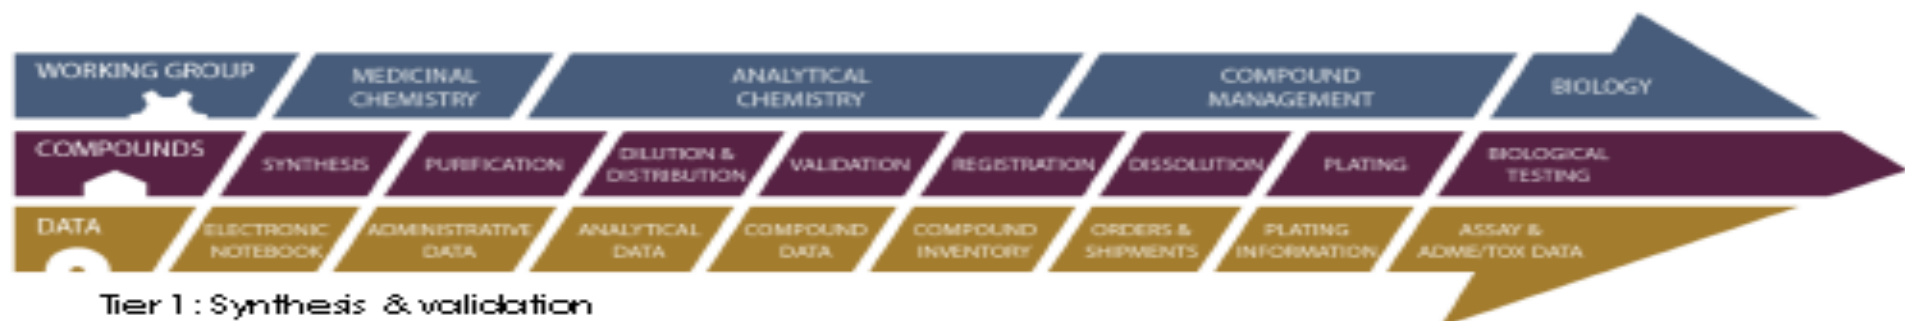 WORKING GROUP
MEDICINAL
CHEMISTRY
ANALYTICAL
CHEMISTRY
COMPOUND
MANAGEMENT
BIOLOGY
COMPOUNDS
SYNTHESIS
PURIFICATION
DILUTION &
DISTRIBUTION
VALIDATION
REGISTRATION
DISSOLUTION
PLATING
BIOLOGICAL
TESTING
DATA
ELECTRONIC
NOTEBOOK
ADMINISTRATIVE
DATA
ANALYTICAL
DATA
COMPOUND
DATA
COMPOUND
INVENTORY
ORDERS &
SHIPMENTS
PLATING
INFORMATION
ASSAY &
ADME/TOX DATA
Tier 1: Synthesis & validation